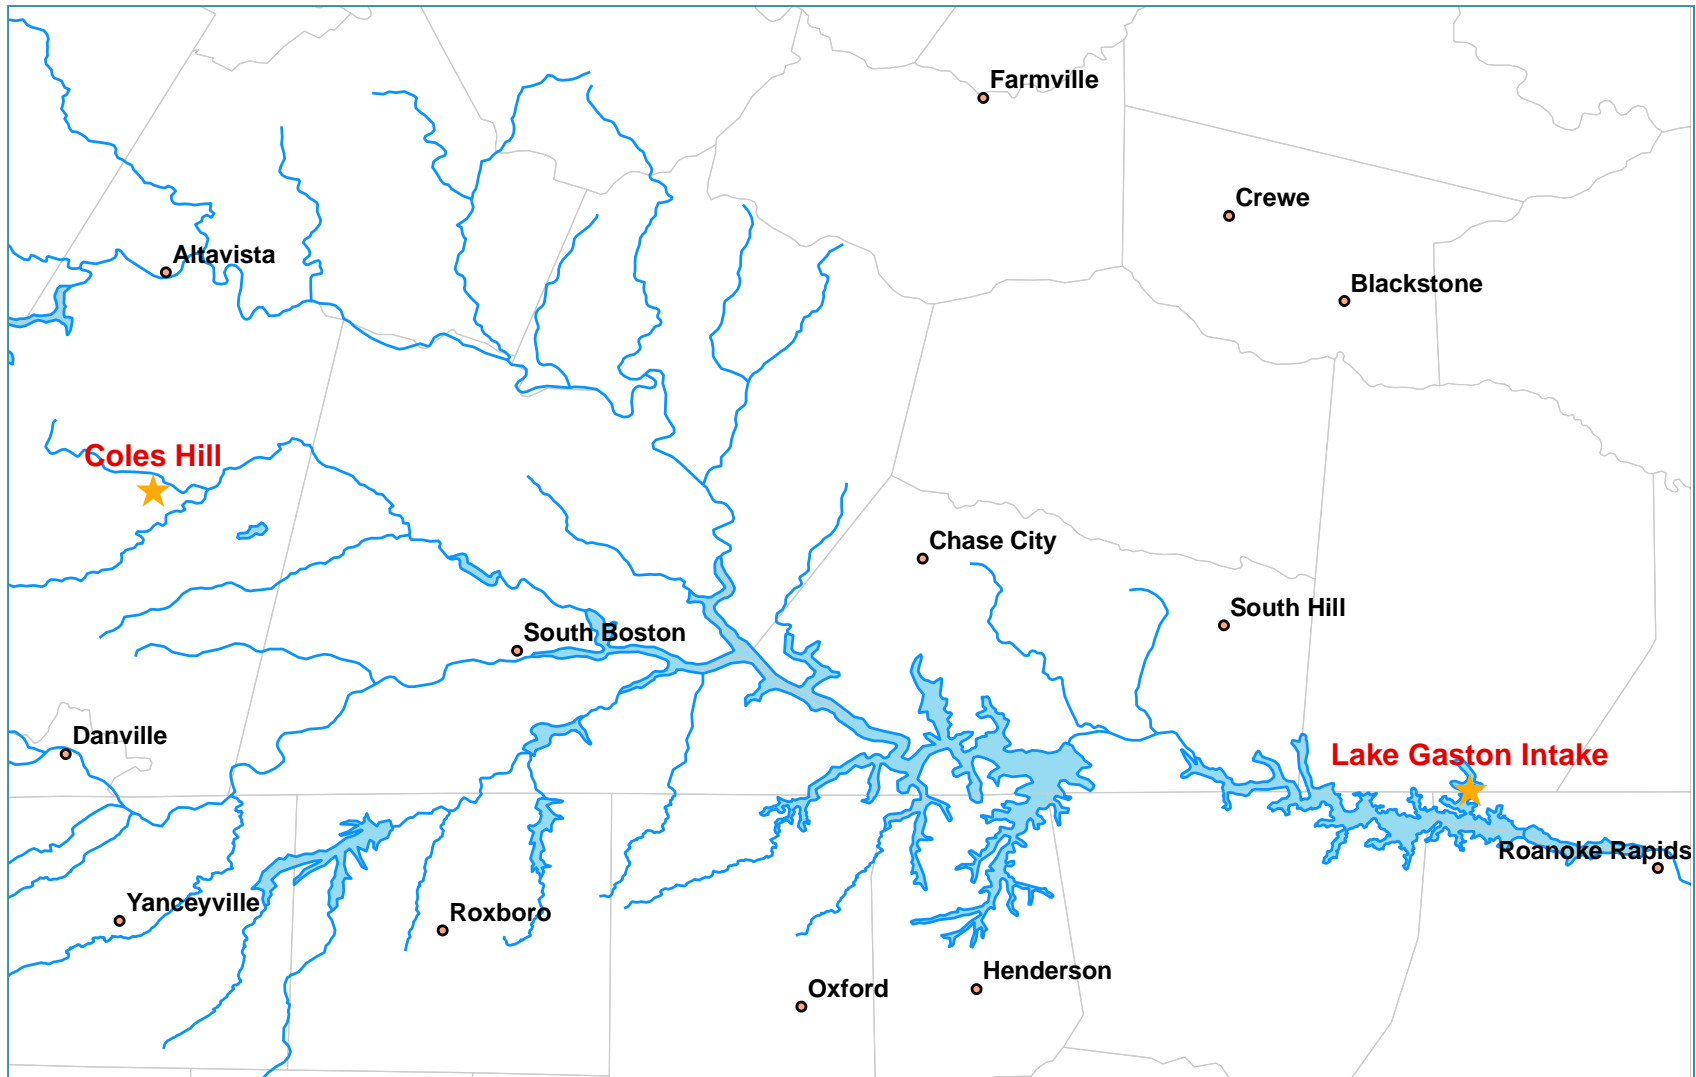 Farmville
Crewe
Altavista
Blackstone
Coles Hill
Chase City
South Hill
South Boston
Danville
Lake Gaston Intake
Roanoke Rapids
Yanceyville
Roxboro
Henderson
Oxford